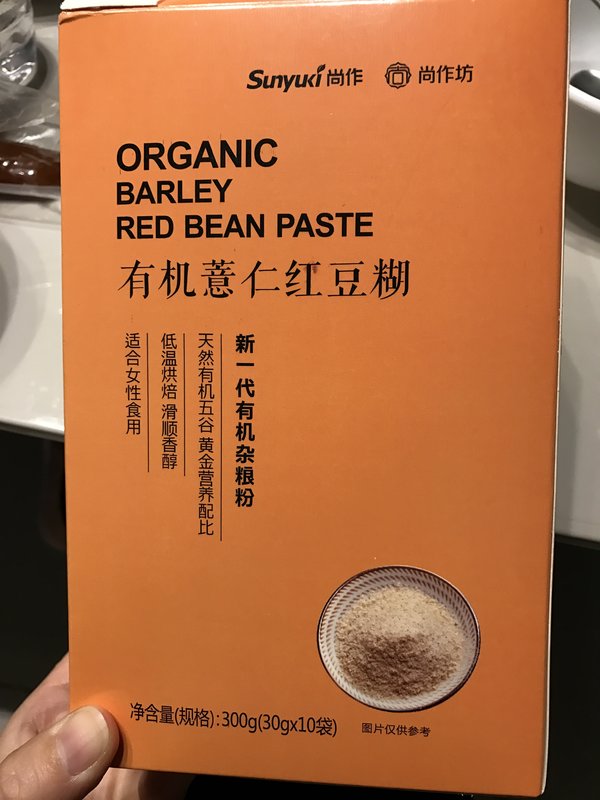 Sunyuki 尚作 尚作坊
ORGANIC
BARLEY
RED BEAN PASTE
有机薏仁红豆糊
新一代有机杂粮粉
天然有机五谷 黄金营养配比
低温烘焙 滑顺香醇
适合女性食用
净含量(规格):300g(30gx10袋)
图片仅供参考